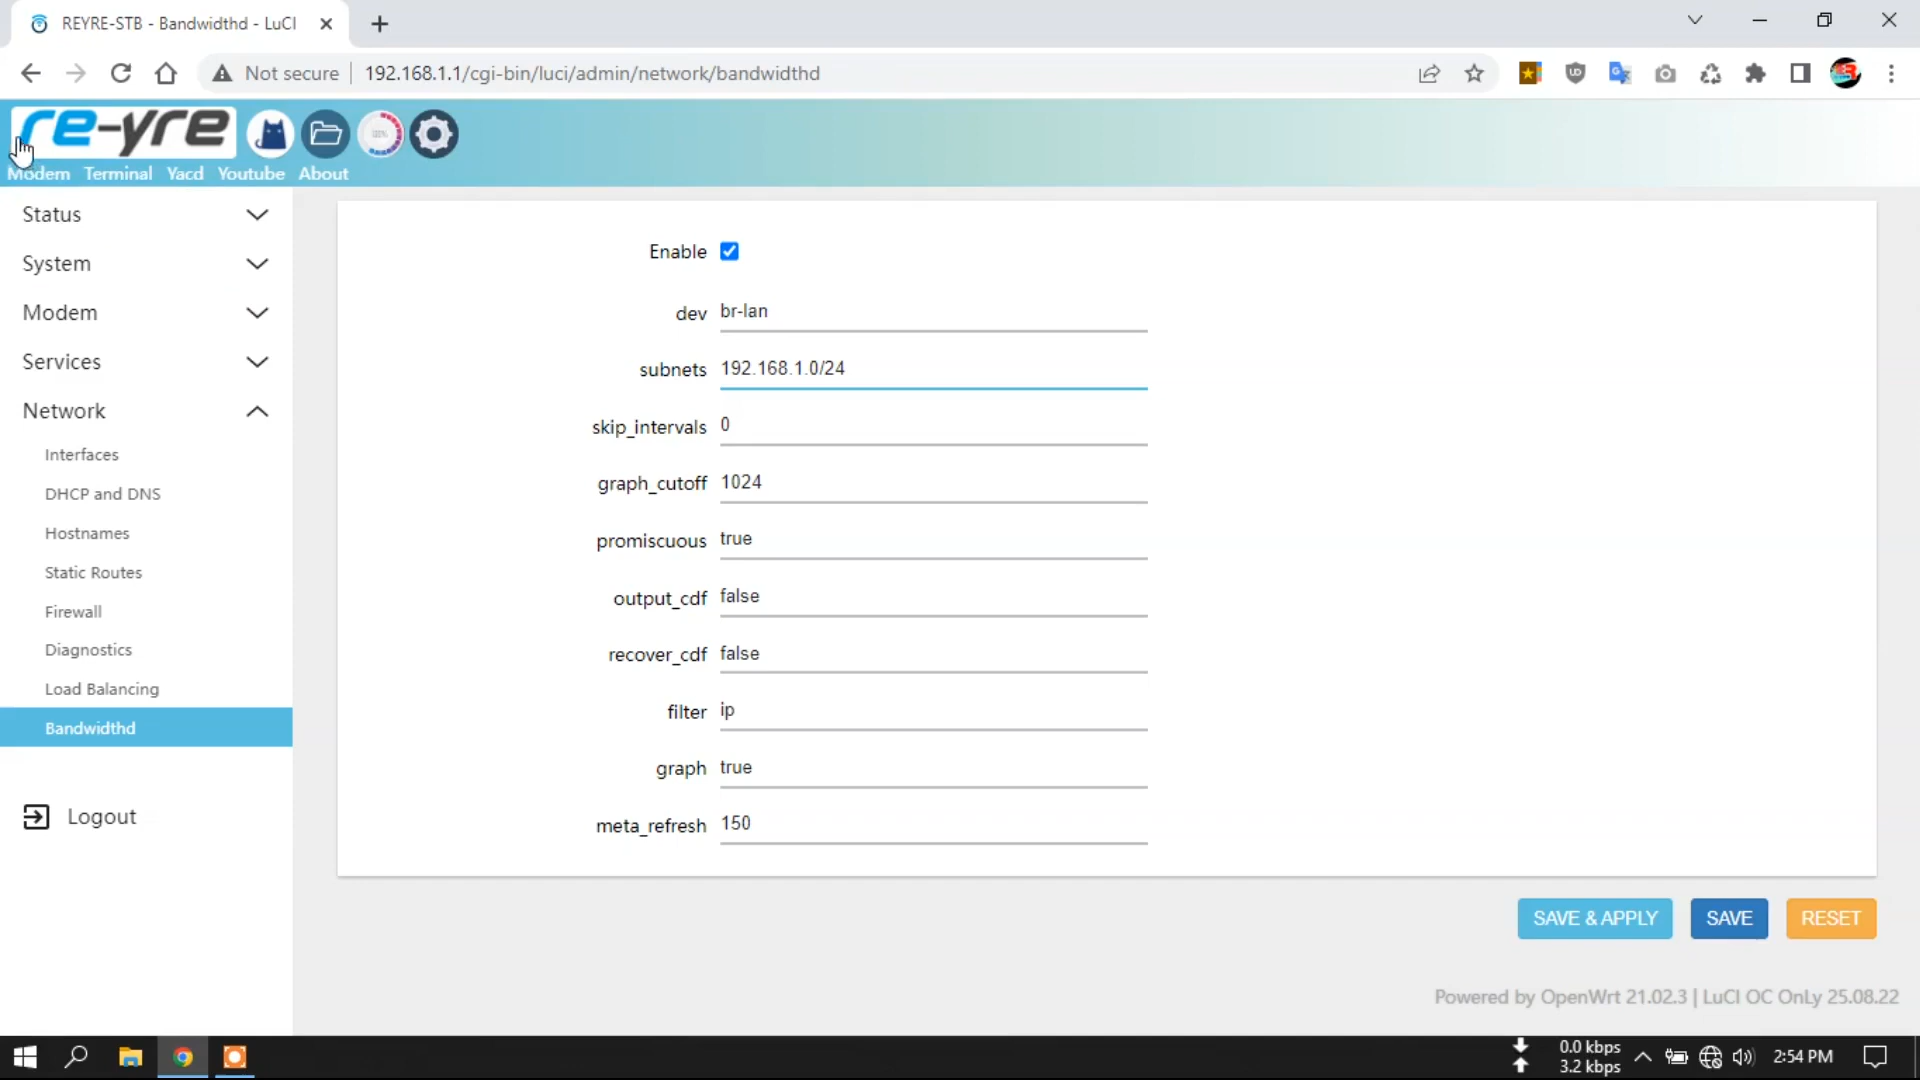 REYRE-STB - Bandwidthd - LuCI
Not secure
192.168.1.1/cgi-bin/luci/admin/network/bandwidthd
re-yre
Modem Terminal Yacd Youtube About
Status
System
Modem
Services
Network
Interfaces
DHCP and DNS
Hostnames
Static Routes
Firewall
Diagnostics
Load Balancing
Bandwidthd
Logout
Enable
dev br-lan
subnets 192.168.1.0/24
skip_intervals 0
graph_cutoff 1024
promiscuous true
output_cdf false
recover_cdf false
filter ip
graph true
meta_refresh 150
SAVE & APPLY SAVE RESET
Powered by OpenWrt 21.02.3 | LuCI OC OnLy 25.08.22
0.0 kbps
3.2 kbps
2:54 PM